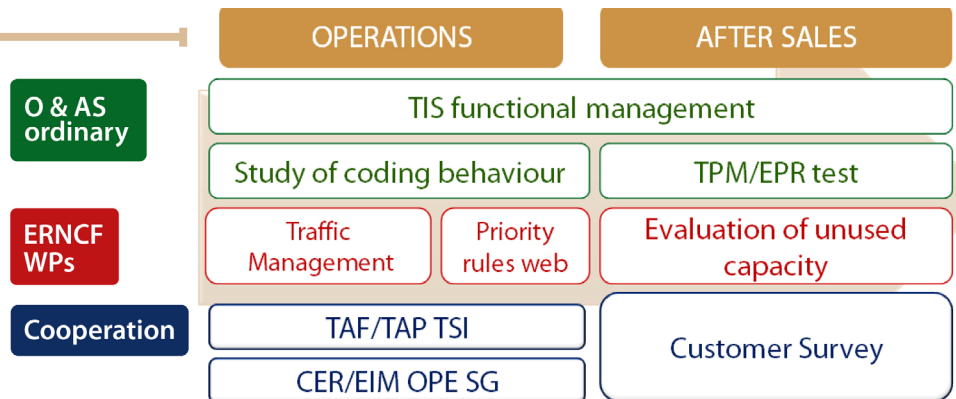 OPERATIONS
AFTER SALES
O & AS
ordinary
TIS functional management
Study of coding behaviour
TPM/EPR test
ERNCF
WPs
Traffic
Management
Priority
rules web
Evaluation of unused
capacity
Cooperation
TAF/TAP TSI
CER/EIM OPE SG
Customer Survey